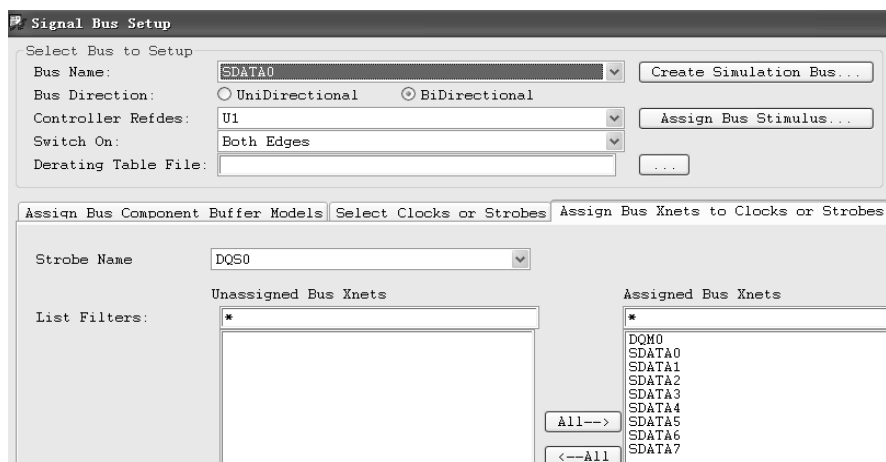 Signal Bus Setup
Select Bus to Setup
Bus Name: SDATA0 Create Simulation Bus...
Bus Direction: UniDirectional BiDirectional
Controller Refdes: U1 Assign Bus Stimulus...
Switch On: Both Edges
Derating Table File: ...
Assign Bus Component Buffer Models Select Clocks or Strobes Assign Bus Xnets to Clocks or Strobes
Strobe Name DQS0
Unassigned Bus Xnets Assigned Bus Xnets
List Filters: * *
DQM0
SDATA0
SDATA1
SDATA2
SDATA3
SDATA4
All--> SDATA5
SDATA6
<--All SDATA7